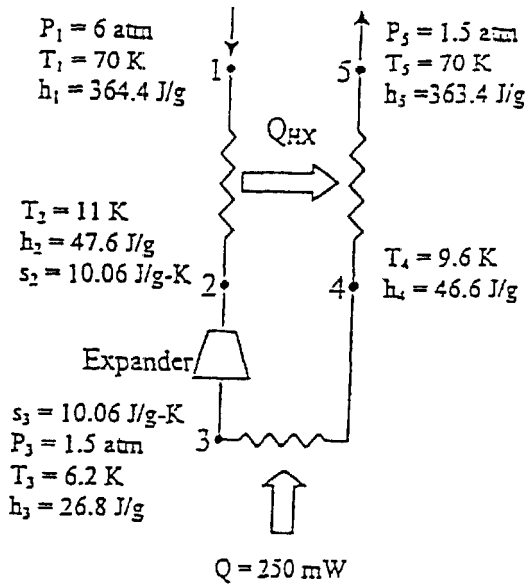 P₁ = 6 atm
T₁ = 70 K
h₁ = 364.4 J/g
1
5
P₅ = 1.5 atm
T₅ = 70 K
h₅ =363.4 J/g
Q_HX
T₂ = 11 K
h₂ = 47.6 J/g
s₂ = 10.06 J/g-K
2
4
T₄ = 9.6 K
h₄ = 46.6 J/g
Expander
s₃ = 10.06 J/g-K
P₃ = 1.5 atm
T₃ = 6.2 K
h₃ = 26.8 J/g
3
Q = 250 mW